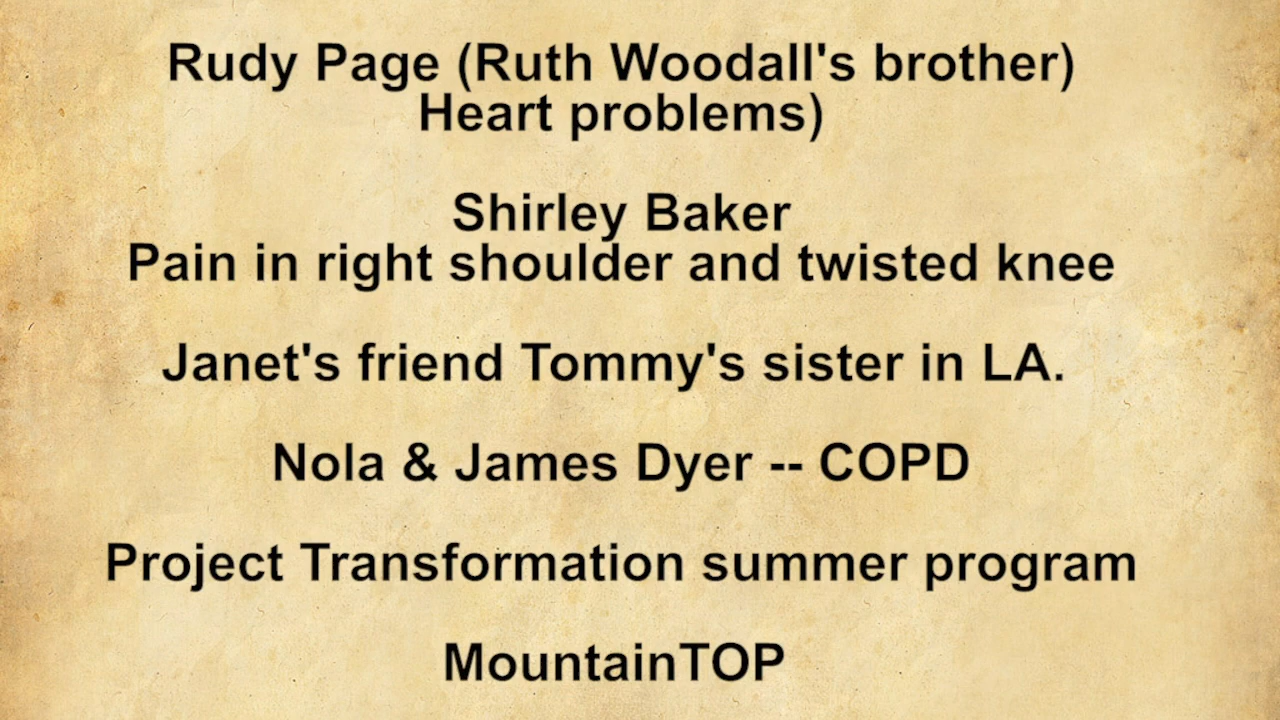 Rudy Page (Ruth Woodall's brother)
Heart problems)
Shirley Baker
Pain in right shoulder and twisted knee
Janet's friend Tommy's sister in LA.
Nola & James Dyer -- COPD
Project Transformation summer program
MountainTOP